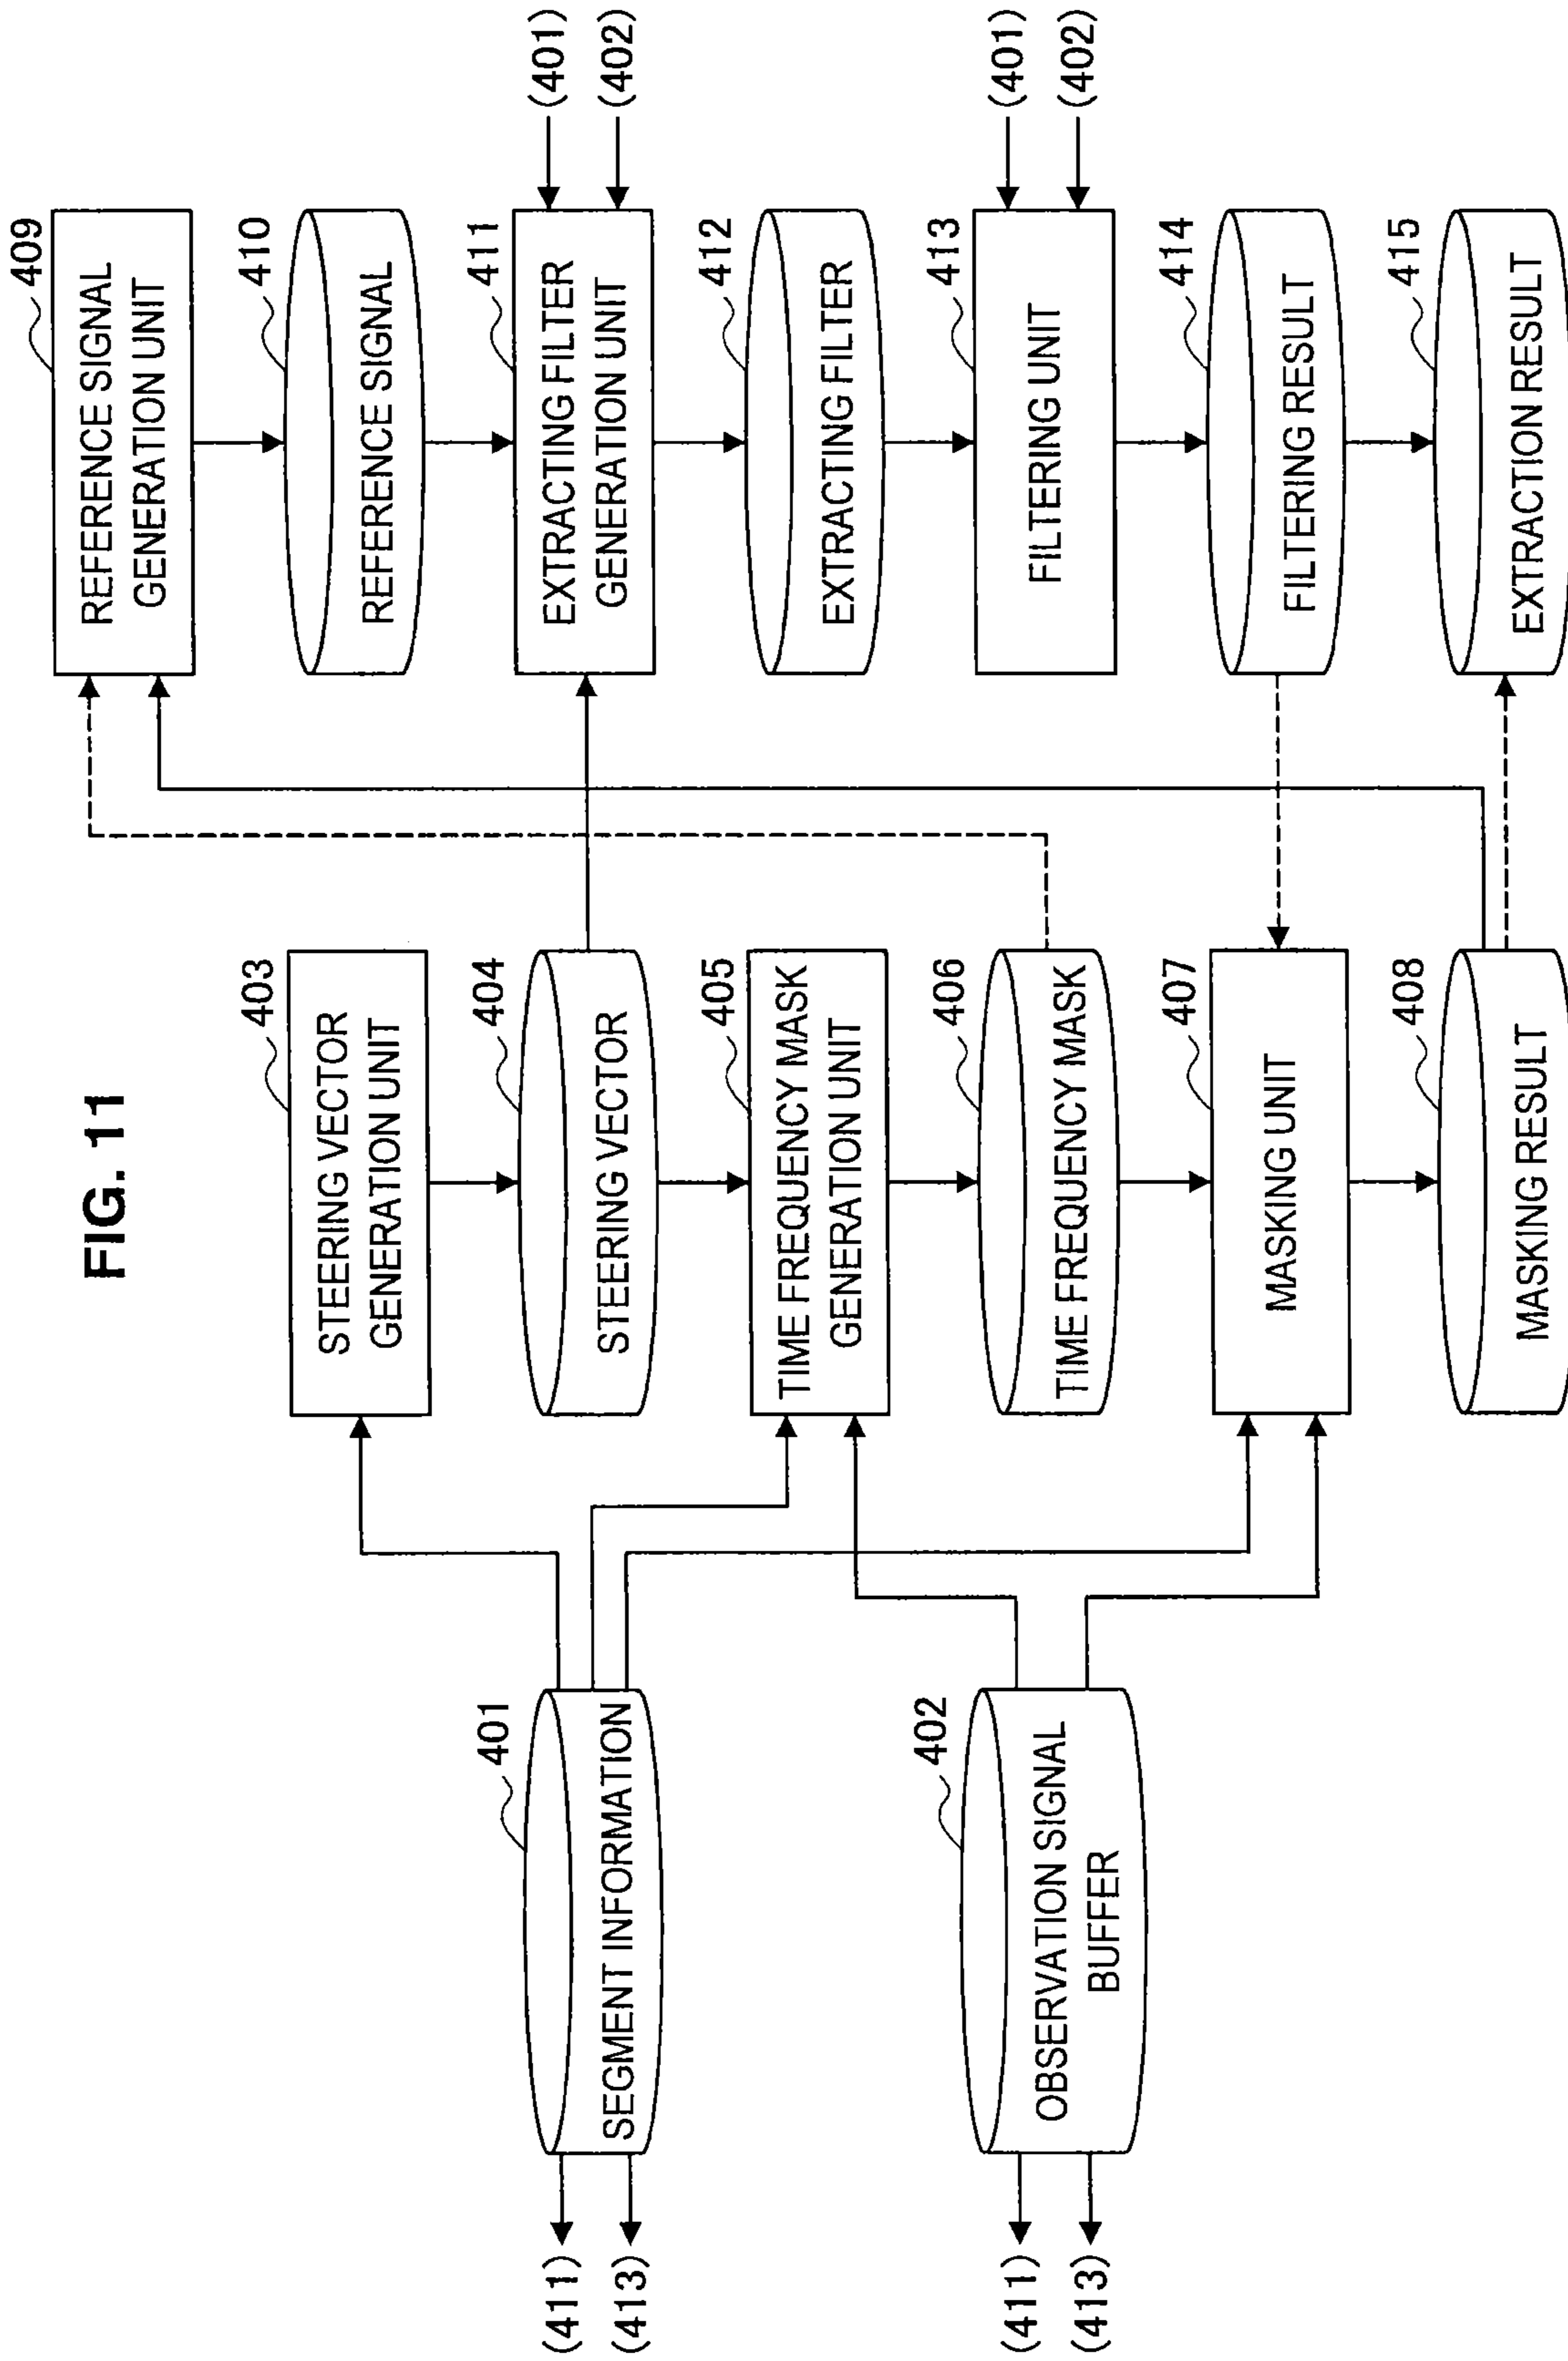 FIG. 11
401
SEGMENT INFORMATION
(411)
(413)
402
OBSERVATION SIGNAL
BUFFER
(411)
(413)
403
STEERING VECTOR
GENERATION UNIT
404
STEERING VECTOR
405
TIME FREQUENCY MASK
GENERATION UNIT
406
TIME FREQUENCY MASK
407
MASKING UNIT
408
MASKING RESULT
409
REFERENCE SIGNAL
GENERATION UNIT
410
REFERENCE SIGNAL
411
EXTRACTING FILTER
GENERATION UNIT
(401)
(402)
412
EXTRACTING FILTER
413
FILTERING UNIT
(401)
(402)
414
FILTERING RESULT
415
EXTRACTION RESULT